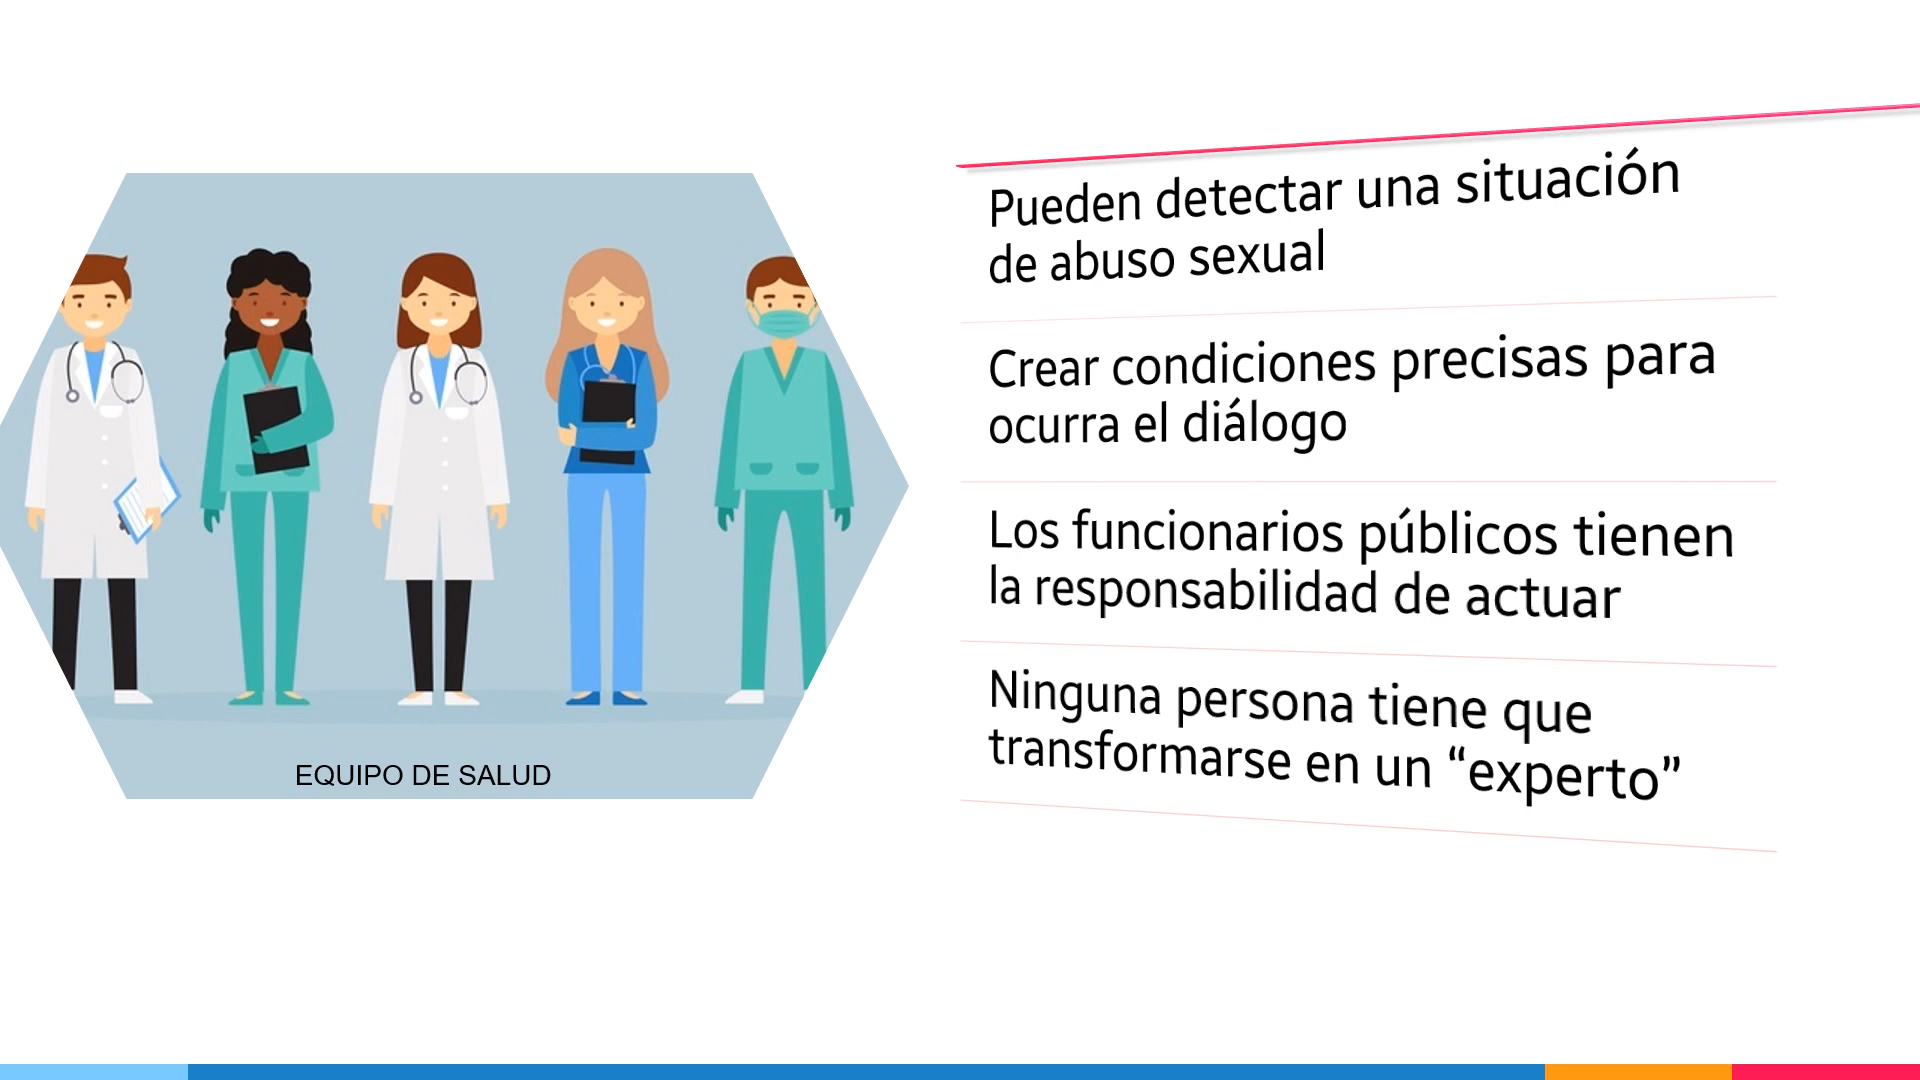 EQUIPO DE SALUD
Pueden detectar una situación
de abuso sexual
Crear condiciones precisas para
ocurra el diálogo
Los funcionarios públicos tienen
la responsabilidad de actuar
Ninguna persona tiene que
transformarse en un “experto”